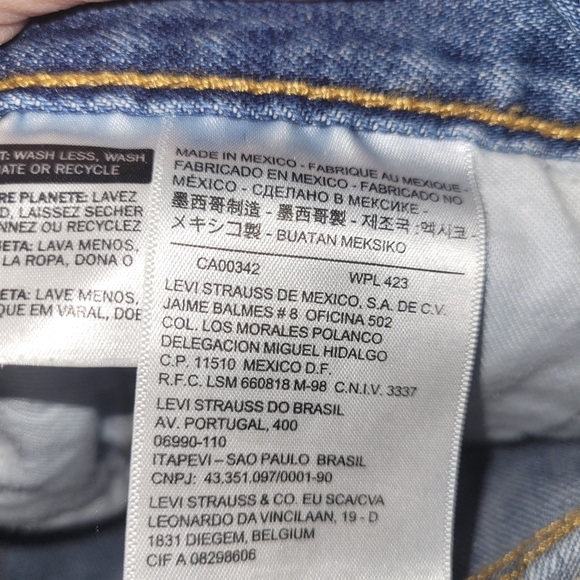 T: WASH LESS, WASH
ATE OR RECYCLE
RE PLANETE: LAVEZ
D, LAISSEZ SECHER
NNEZ OU RECYCLEZ
ETA: LAVA MENOS,
LA ROPA, DONA O
ETA: LAVE MENOS,
QUE EM VARAL, DOE
MADE IN MEXICO - FABRIQUE AU MEXIQUE -
FABRICADO EN MEXICO - FABRICADO NO
MÉXICO - СДЕЛАНО В МЕКСИКЕ -
墨西哥制造 - 墨西哥製 - 제조국 :멕시코 -
メキシコ製 - BUATAN MEKSIKO
CA00342 WPL 423
LEVI STRAUSS DE MEXICO, S.A. DE C.V.
JAIME BALMES # 8 OFICINA 502
COL. LOS MORALES POLANCO
DELEGACION MIGUEL HIDALGO
C.P. 11510 MEXICO D.F.
R.F.C. LSM 660818 M-98 C.N.I.V. 3337
LEVI STRAUSS DO BRASIL
AV. PORTUGAL, 400
06990-110
ITAPEVI – SAO PAULO BRASIL
CNPJ: 43.351.097/0001-90
LEVI STRAUSS & CO. EU SCA/CVA
LEONARDO DA VINCILAAN, 19 - D
1831 DIEGEM, BELGIUM
CIF A 08298606